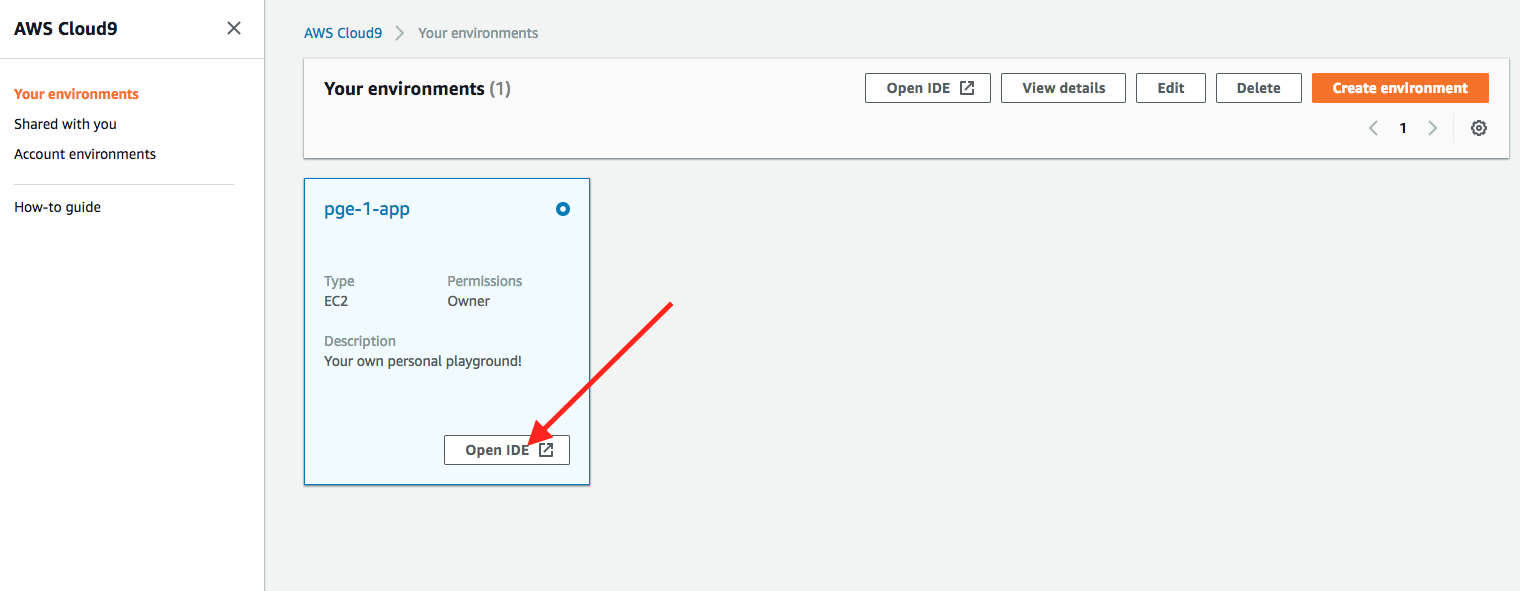 AWS Cloud9
Your environments
Shared with you
Account environments
How-to guide
AWS Cloud9 Your environments
Your environments (1)
Open IDE View details Edit Delete Create environment
1
pge-1-app
Type Permissions
EC2 Owner
Description
Your own personal playground!
Open IDE